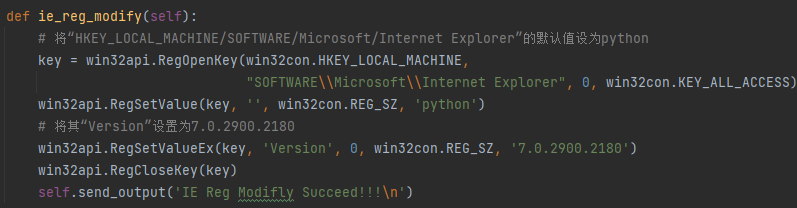 def ie_reg_modify(self):
    # 将“HKEY_LOCAL_MACHINE/SOFTWARE/Microsoft/Internet Explorer”的默认值设为python
    key = win32api.RegOpenKey(win32con.HKEY_LOCAL_MACHINE,
                              "SOFTWARE\\Microsoft\\Internet Explorer", 0, win32con.KEY_ALL_ACCESS)
    win32api.RegSetValue(key, '', win32con.REG_SZ, 'python')
    # 将其“Version”设置为7.0.2900.2180
    win32api.RegSetValueEx(key, 'Version', 0, win32con.REG_SZ, '7.0.2900.2180')
    win32api.RegCloseKey(key)
    self.send_output('IE Reg Modifly Succeed!!!\n')